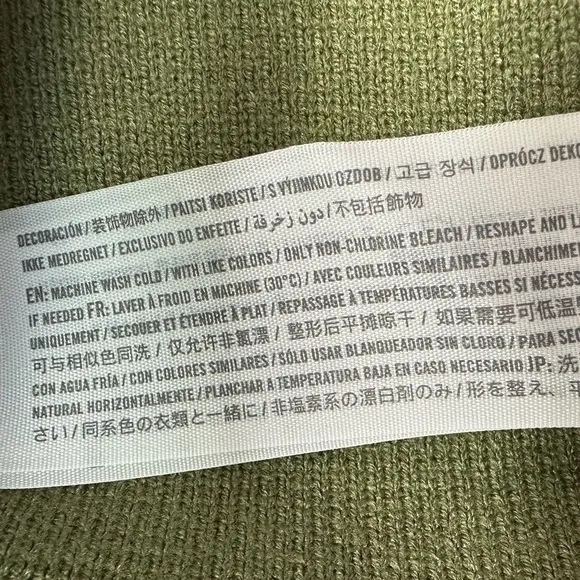 DECORACIÓN / 装饰物除外 / PAITSI KORISTE / S VÝJIMKOU OZDOB / 고급 장식 / OPRÓCZ DEKO
IKKE MEDREGNET / EXCLUSIVO DO ENFEITE / دون زخرفة / 不包括飾物
EN: MACHINE WASH COLD / WITH LIKE COLORS / ONLY NON-CHLORINE BLEACH / RESHAPE AND L
IF NEEDED FR: LAVER À FROID EN MACHINE (30°C) / AVEC COULEURS SIMILAIRES / BLANCHIMEN
UNIQUEMENT / SECOUER ET ÉTENDRE À PLAT / REPASSAGE À TEMPÉRATURES BASSES SI NÉCESS
可与相似色同洗 / 仅允许非氯漂 / 整形后平摊晾干 / 如果需要可低温
CON AGUA FRÍA / CON COLORES SIMILARES / SÓLO USAR BLANQUEADOR SIN CLORO / PARA SEC
NATURAL HORIZONTALMENTE / PLANCHAR A TEMPERATURA BAJA EN CASO NECESARIO JP: 洗
さい / 同系色の衣類と一緒に / 非塩素系の漂白剤のみ / 形を整え、平